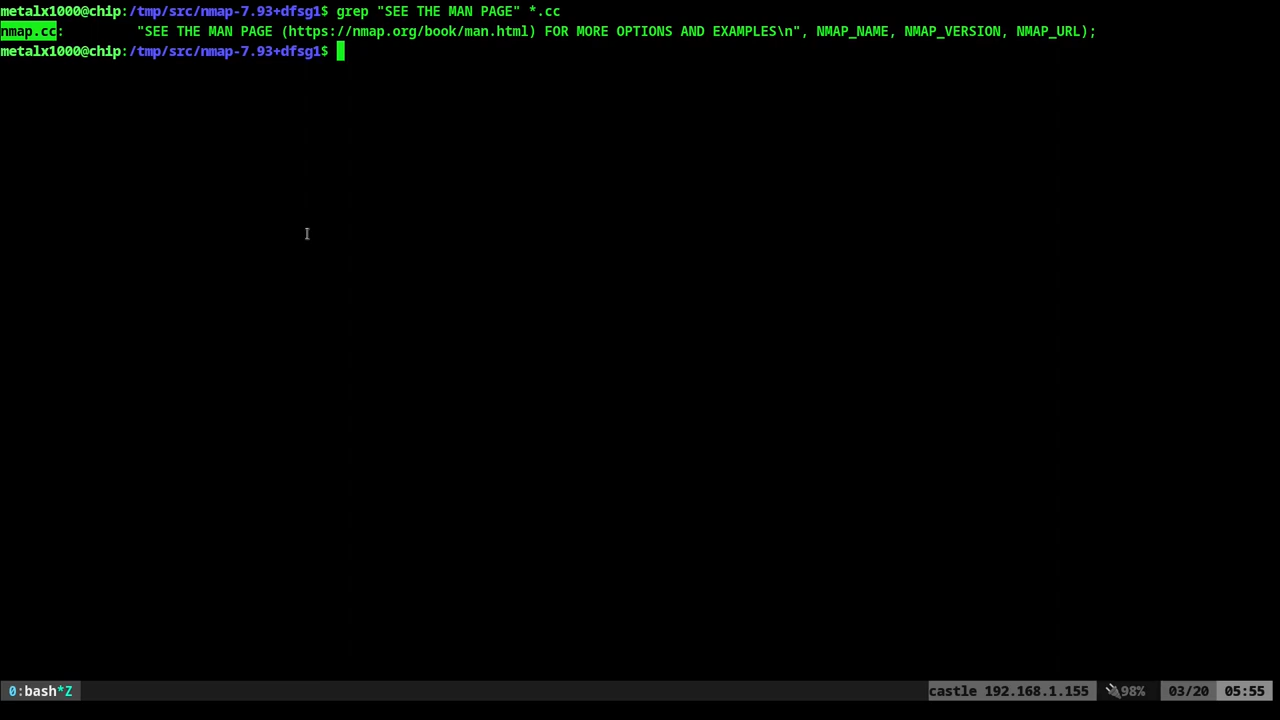 metalx1000@chip:/tmp/src/nmap-7.93+dfsg1$ grep "SEE THE MAN PAGE" *.cc
nmap.cc:         "SEE THE MAN PAGE (https://nmap.org/book/man.html) FOR MORE OPTIONS AND EXAMPLES\n", NMAP_NAME, NMAP_VERSION, NMAP_URL);
metalx1000@chip:/tmp/src/nmap-7.93+dfsg1$
0:bash*Z castle 192.168.1.155 98% 03/20 05:55